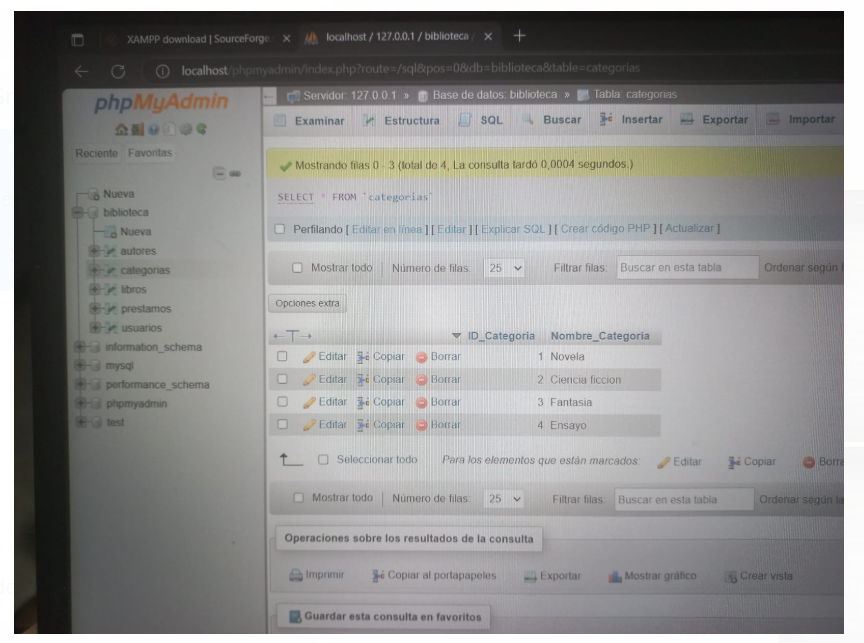 XAMPP download | SourceForge.
localhost / 127.0.0.1 / biblioteca /
localhost/phpmyadmin/index.php?route=/sql&pos=0&db=biblioteca&table=categorias
phpMyAdmin
Reciente Favoritas
Nueva
biblioteca
Nueva
autores
categorias
libros
prestamos
usuarios
information_schema
mysql
performance_schema
phpmyadmin
test
Servidor: 127.0.0.1 » Base de datos: biblioteca » Tabla: categorias
Examinar Estructura SQL Buscar Insertar Exportar Importar
Mostrando filas 0 - 3 (total de 4, La consulta tardó 0,0004 segundos.)
SELECT * FROM `categorias`
Perfilando [ Editar en línea ] [ Editar ] [ Explicar SQL ] [ Crear código PHP ] [ Actualizar ]
Mostrar todo Número de filas: 25 Filtrar filas: Buscar en esta tabla Ordenar según l
Opciones extra
ID_Categoria Nombre_Categoria
Editar Copiar Borrar 1 Novela
Editar Copiar Borrar 2 Ciencia ficcion
Editar Copiar Borrar 3 Fantasia
Editar Copiar Borrar 4 Ensayo
Seleccionar todo Para los elementos que están marcados: Editar Copiar Borra
Mostrar todo Número de filas: 25 Filtrar filas: Buscar en esta tabla Ordenar según la
Operaciones sobre los resultados de la consulta
Imprimir Copiar al portapapeles Exportar Mostrar gráfico Crear vista
Guardar esta consulta en favoritos